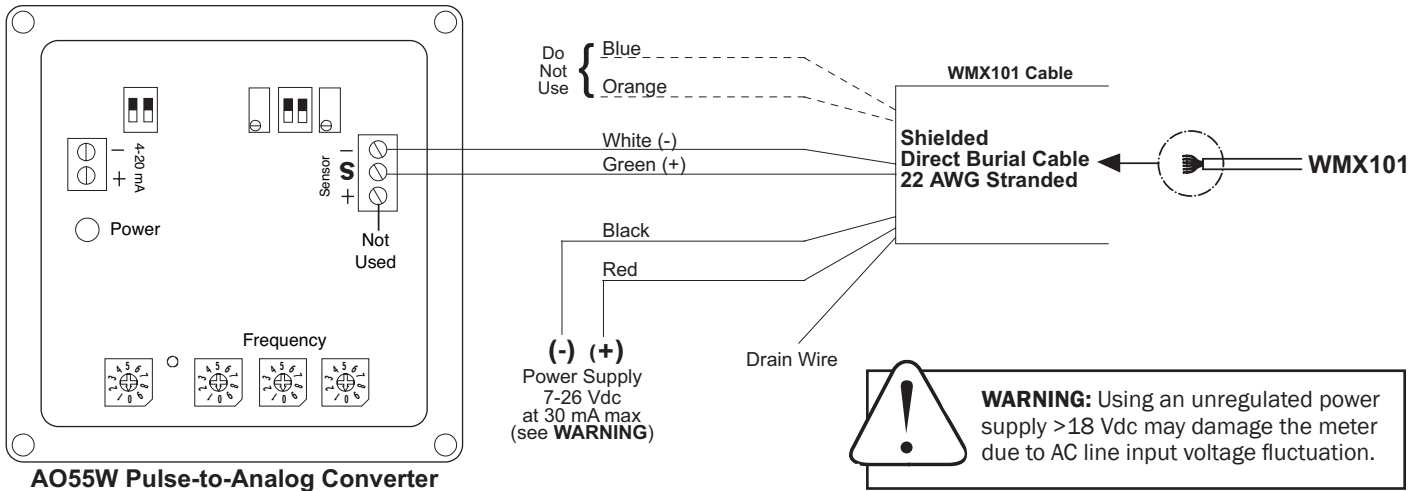 Do
Not
Use
{
Blue
Orange
WMX101 Cable
White (-)
Green (+)
Shielded
Direct Burial Cable
22 AWG Stranded
WMX101
4-20 mA
−
+
Sensor
−
S
+
Power
Not
Used
Black
Red
Frequency
(-) (+)
Power Supply
7-26 Vdc
at 30 mA max
(see WARNING)
Drain Wire
!
WARNING: Using an unregulated power
supply >18 Vdc may damage the meter
due to AC line input voltage fluctuation.
AO55W Pulse-to-Analog Converter